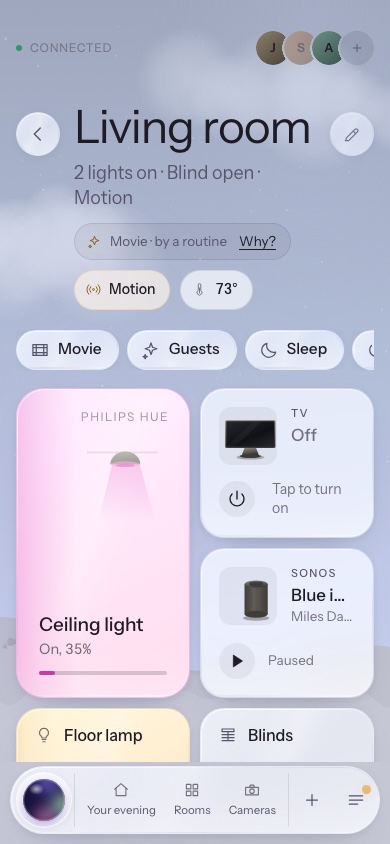 CONNECTED
J S A +
Living room
2 lights on · Blind open ·
Motion
Movie · by a routine Why?
Motion 73°
Movie Guests Sleep
PHILIPS HUE
Ceiling light
On, 35%
TV
Off
Tap to turn
on
SONOS
Blue i...
Miles Da...
Paused
Floor lamp
Blinds
Your evening Rooms Cameras